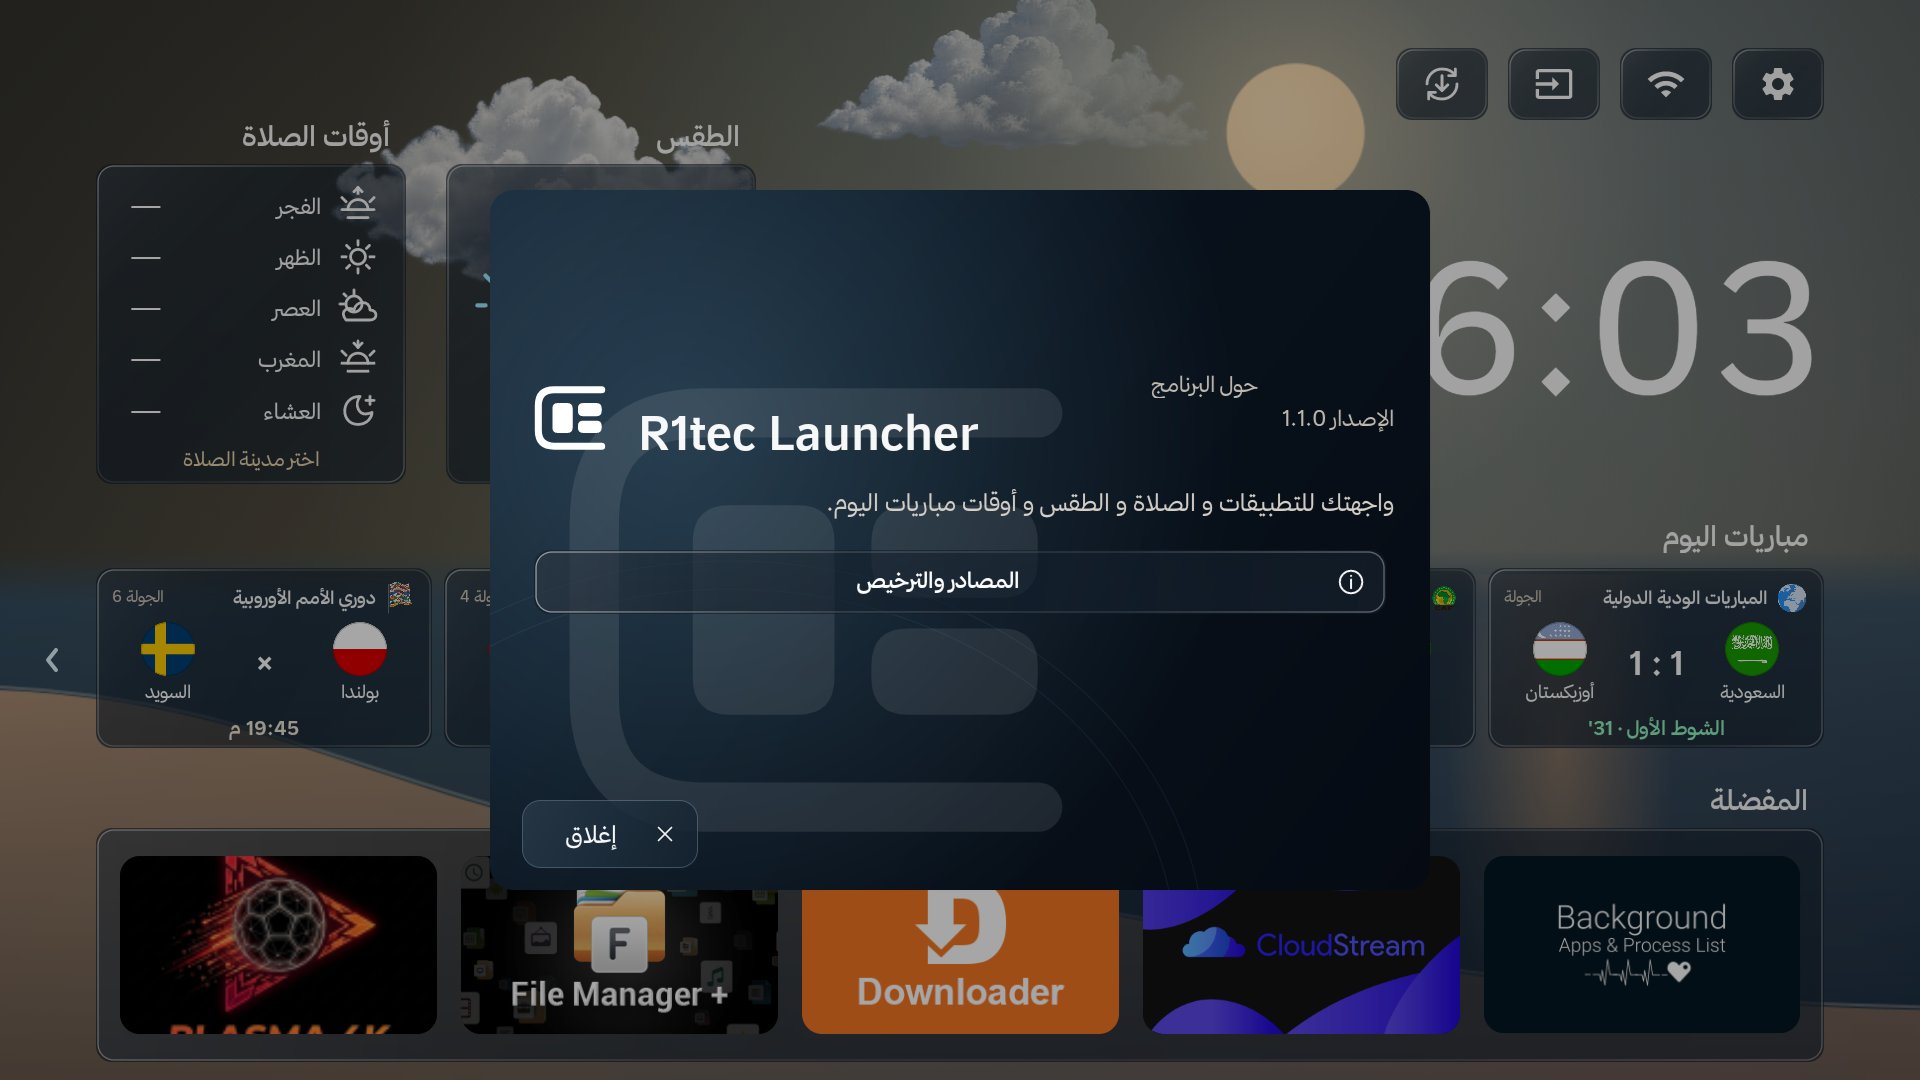 أوقات الصلاة
الطقس
الفجر —
الظهر —
العصر —
المغرب —
العشاء —
اختر مدينة الصلاة
6:03
حول البرنامج
الإصدار 1.1.0
R1tec Launcher
واجهتك للتطبيقات و الصلاة و الطقس و أوقات مباريات اليوم.
المصادر والترخيص
إغلاق
مباريات اليوم
المباريات الودية الدولية
الجولة
السعودية
1 : 1
أوزبكستان
الشوط الأول · 31'
دوري الأمم الأوروبية
الجولة 6
بولندا
×
السويد
19:45 م
المفضلة
Background
Apps & Process List
CloudStream
Downloader
File Manager +
PLASMA 4K